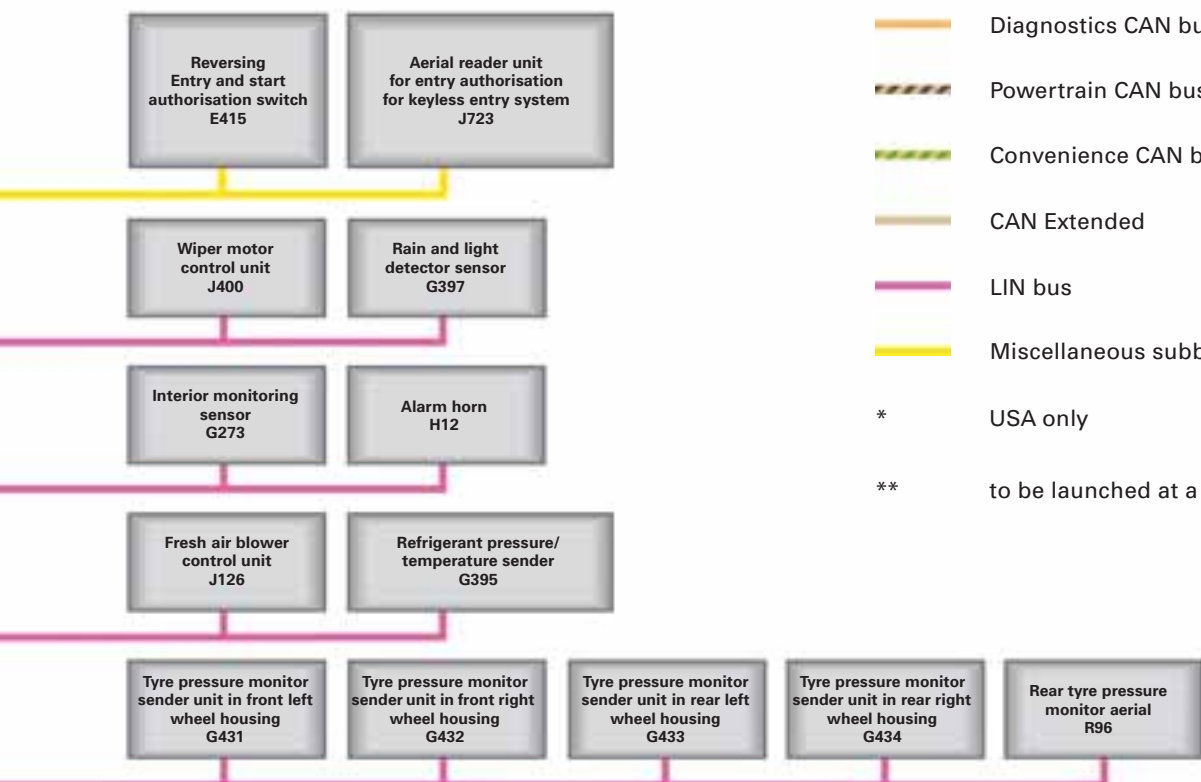 Reversing
Entry and start
authorisation switch
E415
Aerial reader unit
for entry authorisation
for keyless entry system
J723
Wiper motor
control unit
J400
Rain and light
detector sensor
G397
Interior monitoring
sensor
G273
Alarm horn
H12
Fresh air blower
control unit
J126
Refrigerant pressure/
temperature sender
G395
Tyre pressure monitor
sender unit in front left
wheel housing
G431
Tyre pressure monitor
sender unit in front right
wheel housing
G432
Tyre pressure monitor
sender unit in rear left
wheel housing
G433
Tyre pressure monitor
sender unit in rear right
wheel housing
G434
Rear tyre pressure
monitor aerial
R96
Diagnostics CAN
Powertrain CAN bus
Convenience CAN
CAN Extended
LIN bus
Miscellaneous
* USA only
** to be launched at a